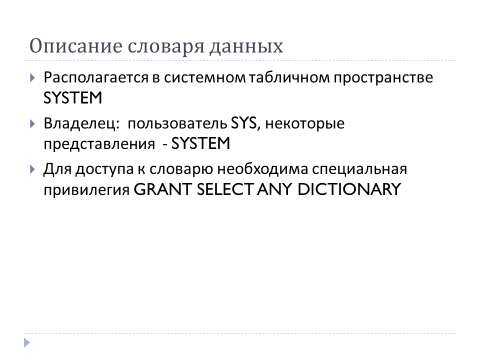 Описание словаря данных
Располагается в системном табличном пространстве
SYSTEM
Владелец: пользователь SYS, некоторые
представления - SYSTEM
Для доступа к словарю необходима специальная
привилегия GRANT SELECT ANY DICTIONARY